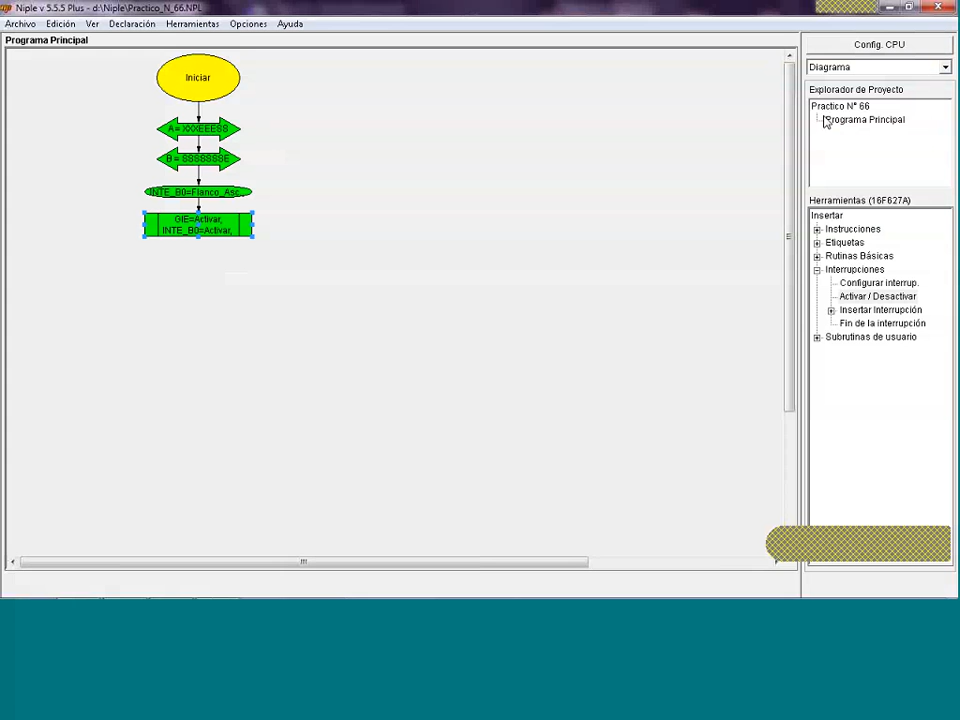 Niple v 5.5.5 Plus - d:\Niple\Practico_N_66.NPL
Archivo Edición Ver Declaración Herramientas Opciones Ayuda
Programa Principal
Iniciar
A= XXXEEESS
B = SSSSSSSE
INTE_B0=Flanco_Asc.
GIE=Activar,
INTE_B0=Activar,
Config. CPU
Diagrama
Explorador de Proyecto
Practico N° 66
Programa Principal
Herramientas (16F627A)
Insertar
Instrucciones
Etiquetas
Rutinas Básicas
Interrupciones
Configurar interrup.
Activar / Desactivar
Insertar Interrupción
Fin de la interrupción
Subrutinas de usuario